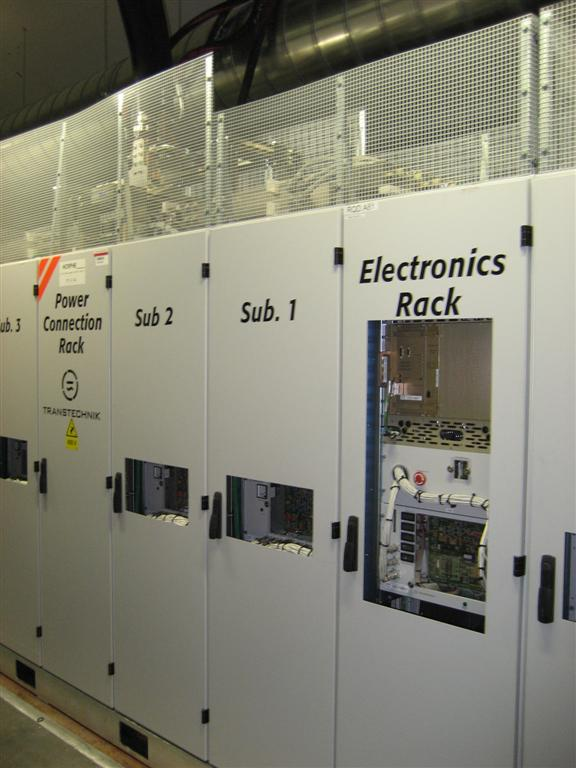 ub. 3
Power
Connection
Rack
TRANSTECHNIK
Sub 2
Sub. 1
Electronics
Rack